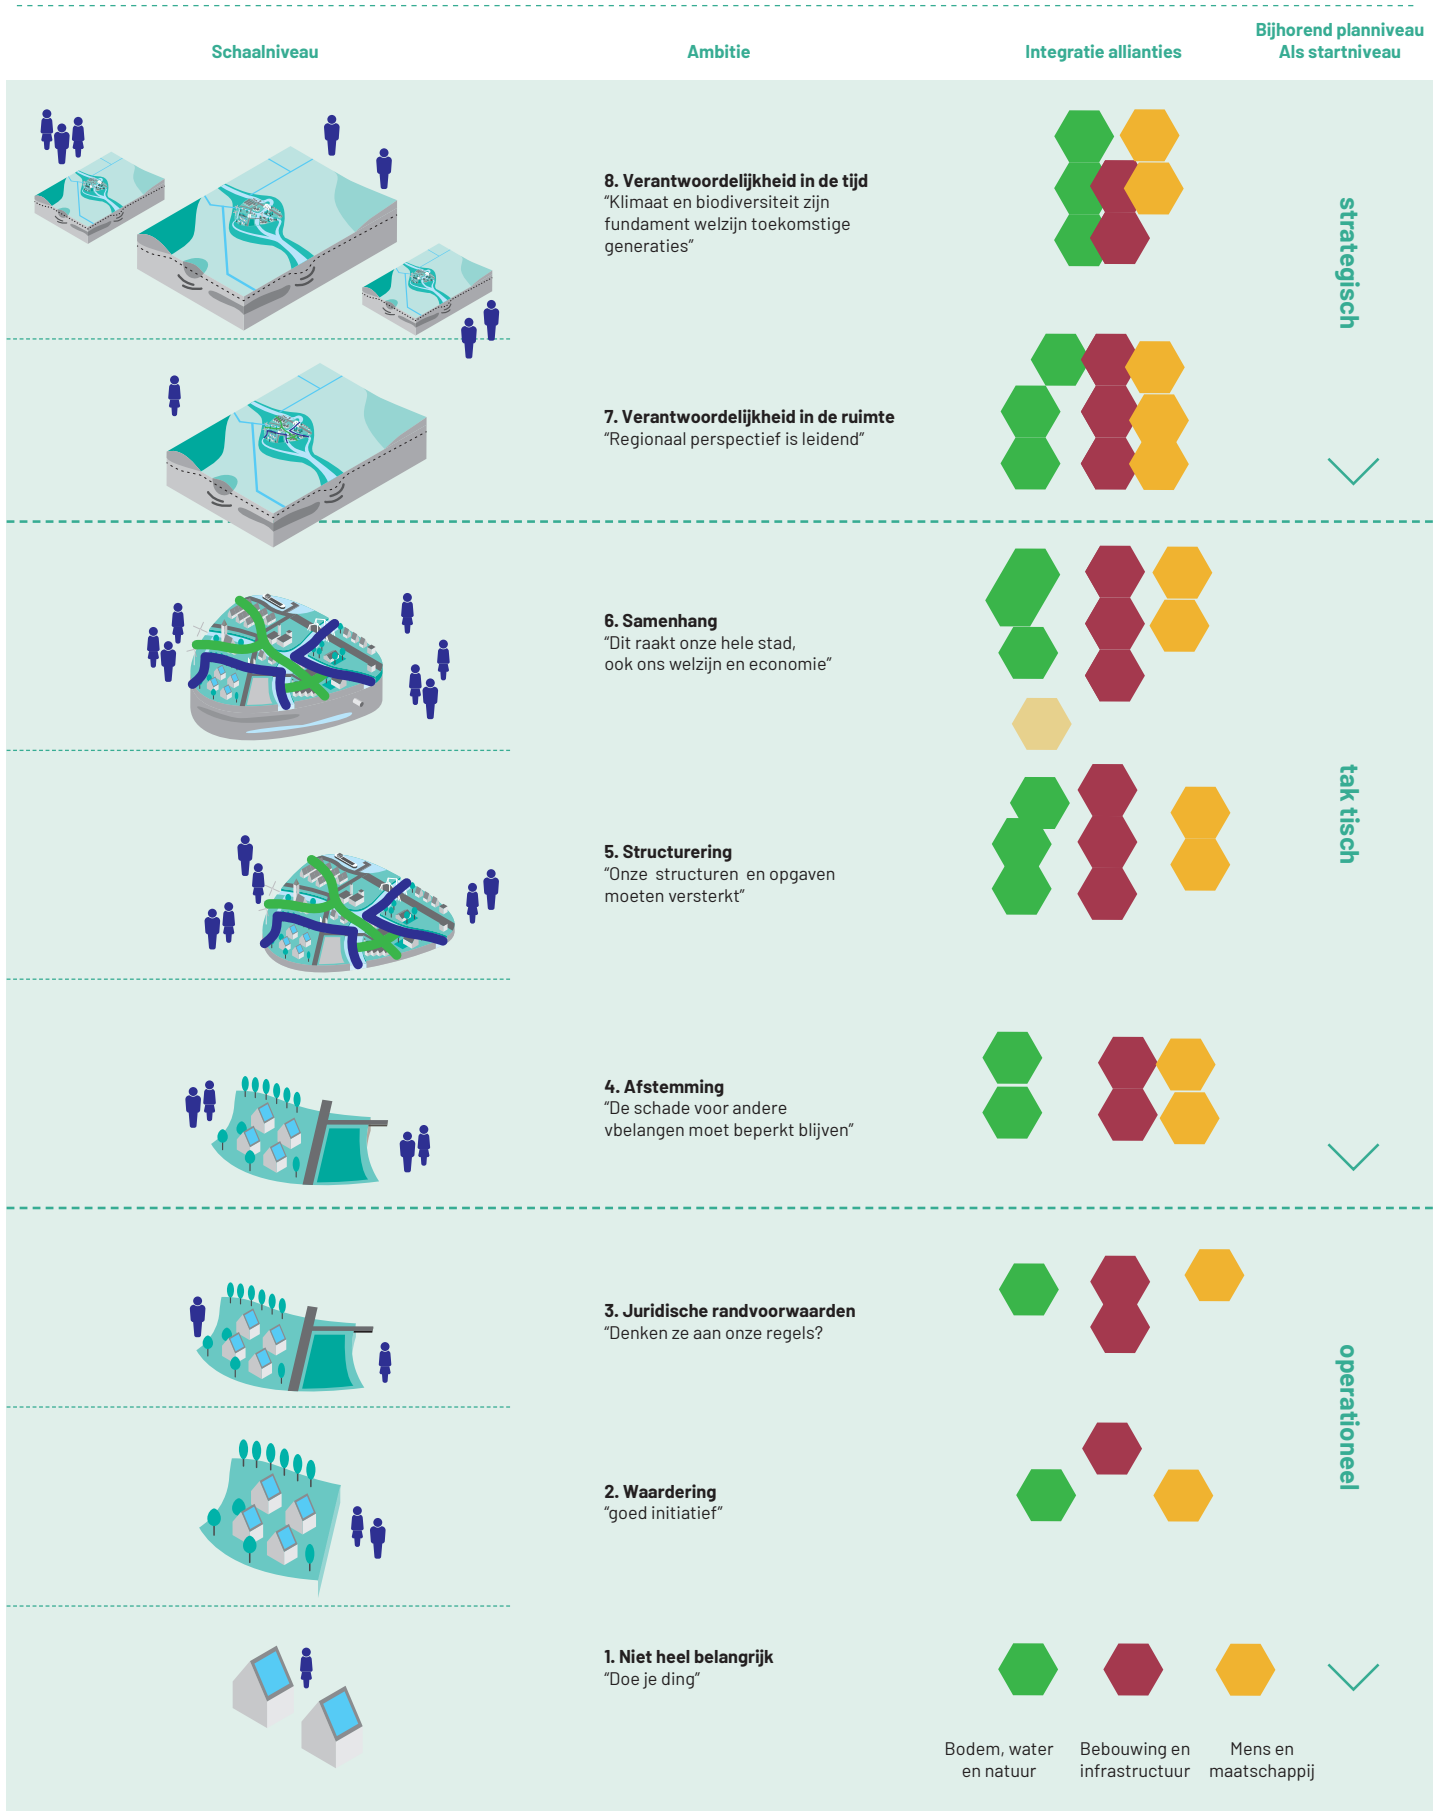 Schaalniveau
Ambitie
Integratie allianties
Bijhorend planniveau
Als startniveau
8. Verantwoordelijkheid in de tijd
“Klimaat en biodiversiteit zijn
fundament welzijn toekomstige
generaties”
strategisch
7. Verantwoordelijkheid in de ruimte
“Regionaal perspectief is leidend”
6. Samenhang
“Dit raakt onze hele stad,
ook ons welzijn en economie”
tak tisch
5. Structurering
“Onze structuren en opgaven
moeten versterkt”
4. Afstemming
“De schade voor andere
vbelangen moet beperkt blijven”
3. Juridische randvoorwaarden
“Denken ze aan onze regels?
operationeel
2. Waardering
“goed initiatief”
1. Niet heel belangrijk
“Doe je ding”
Bodem, water
en natuur
Bebouwing en
infrastructuur
Mens en
maatschappij